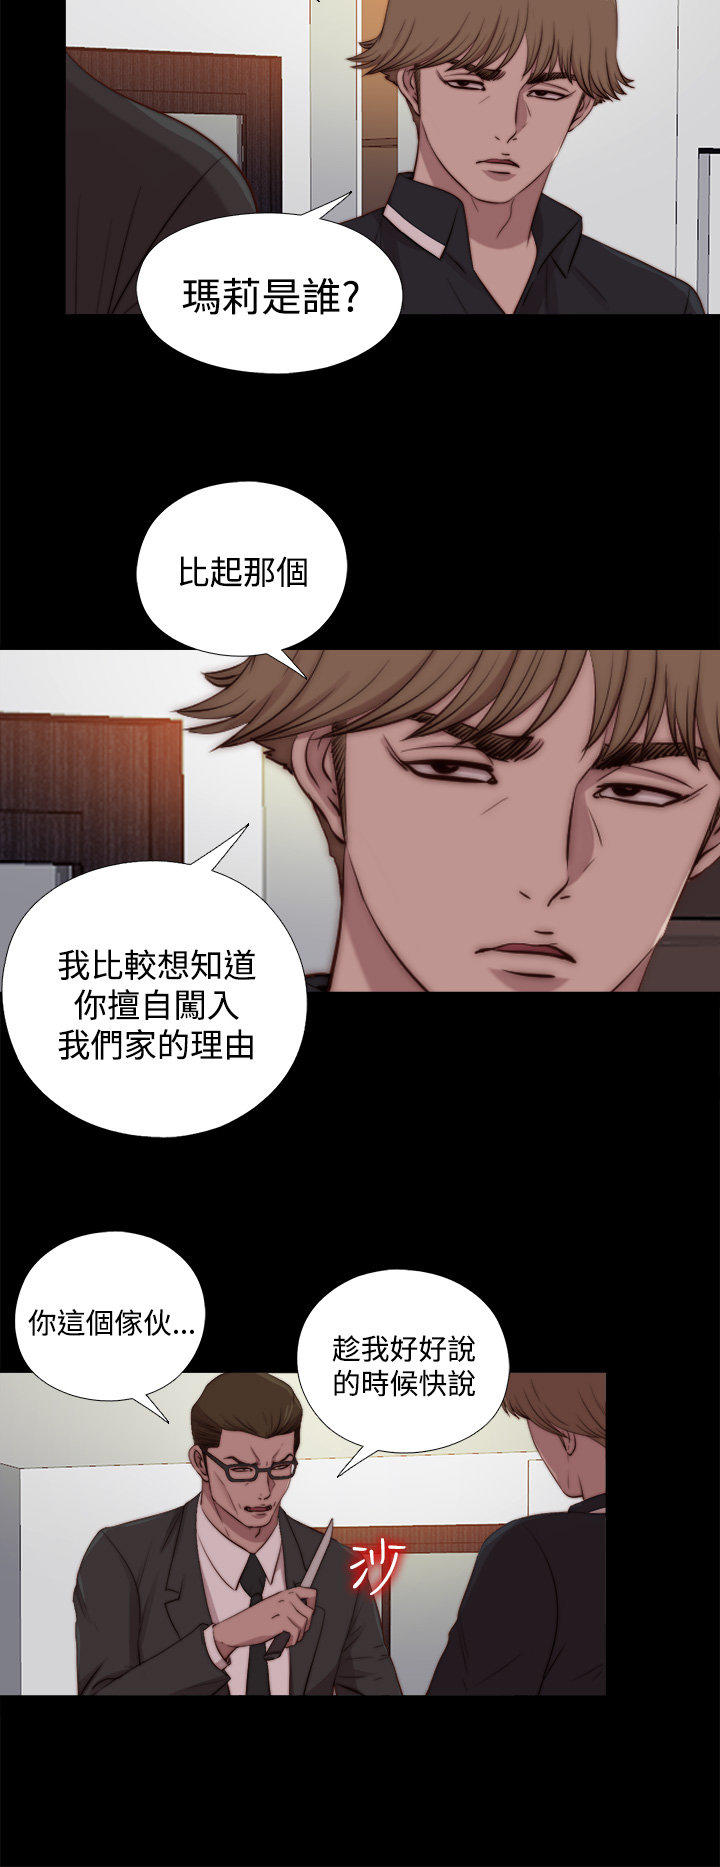 瑪莉是誰?
比起那個
我比較想知道
你擅自闖入
我們家的理由
你這個傢伙...
趁我好好說
的時候快說
沙